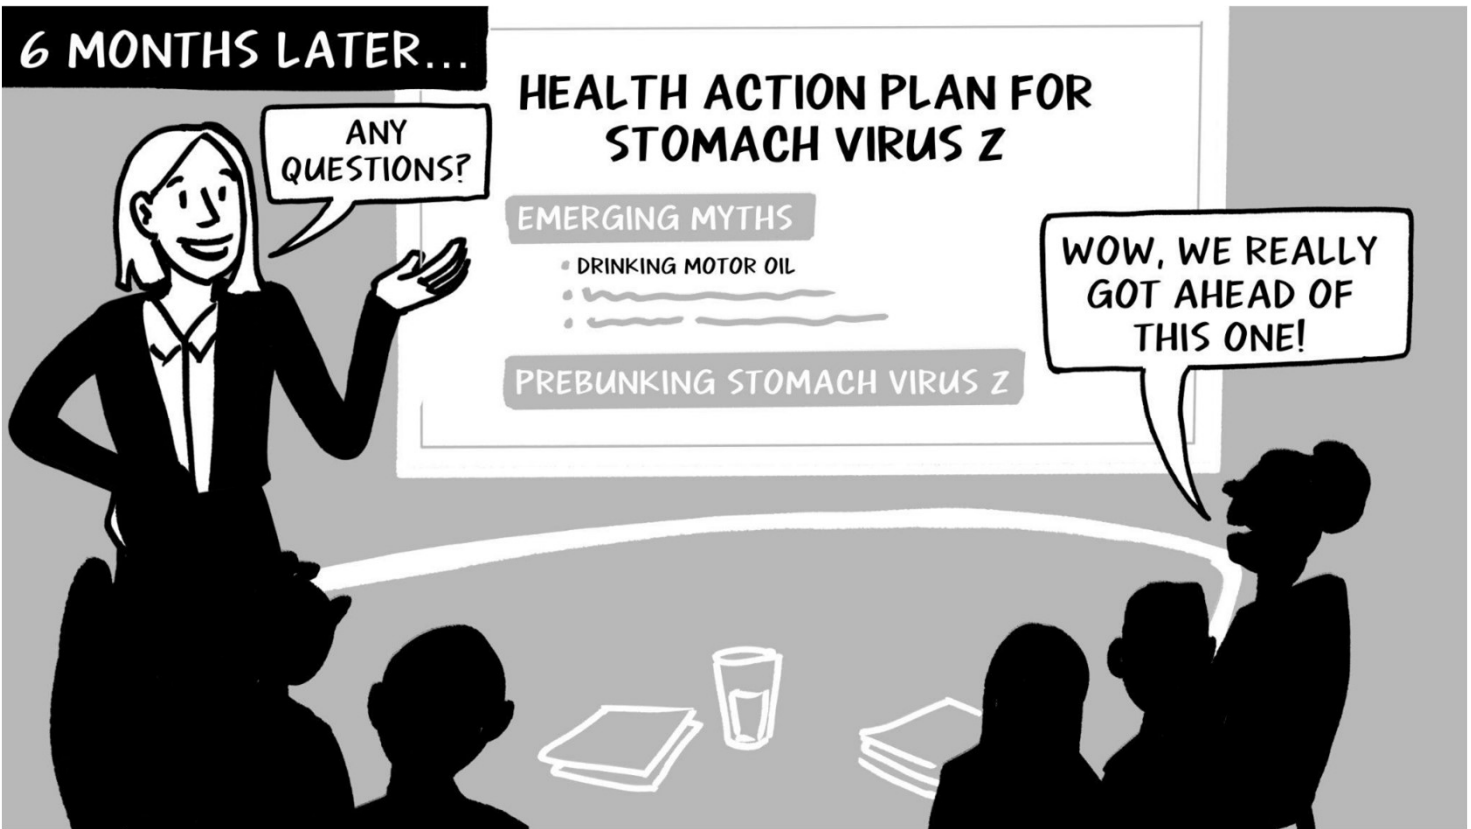 6 MONTHS LATER...
ANY
QUESTIONS?
HEALTH ACTION PLAN FOR
STOMACH VIRUS Z
EMERGING MYTHS
• DRINKING MOTOR OIL
PREBUNKING STOMACH VIRUS Z
WOW, WE REALLY
GOT AHEAD OF
THIS ONE!